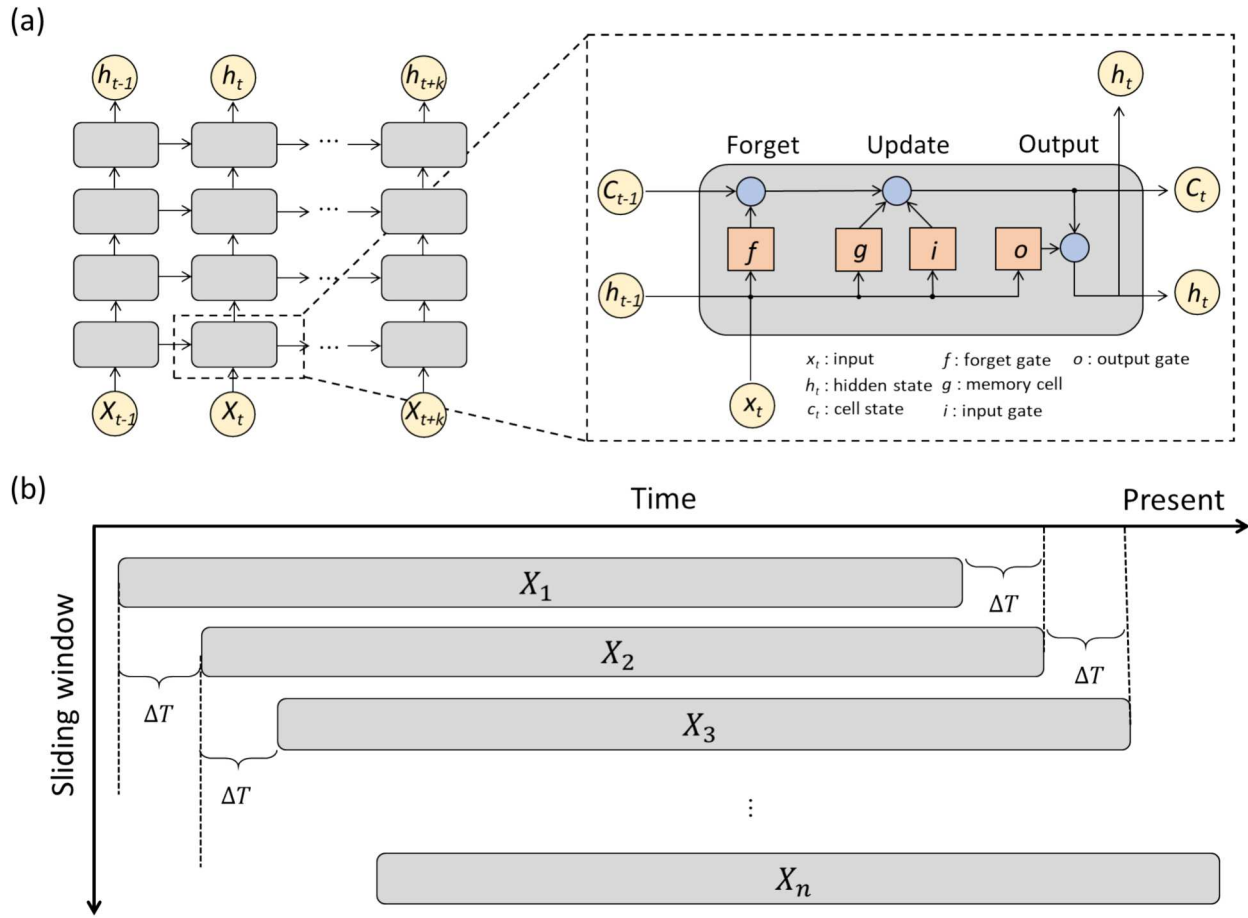 (a)
h_{t-1} h_t h_{t+k}
...
...
...
...
X_{t-1} X_t X_{t+k}
h_t
Forget Update Output
C_{t-1} C_t
f g i o
h_{t-1} h_t
x_t
x_t : input f : forget gate o : output gate
h_t : hidden state g : memory cell
c_t : cell state i : input gate
(b)
Time Present
Sliding window
X_1
ΔT
X_2
ΔT
ΔT
X_3
ΔT
⋮
X_n